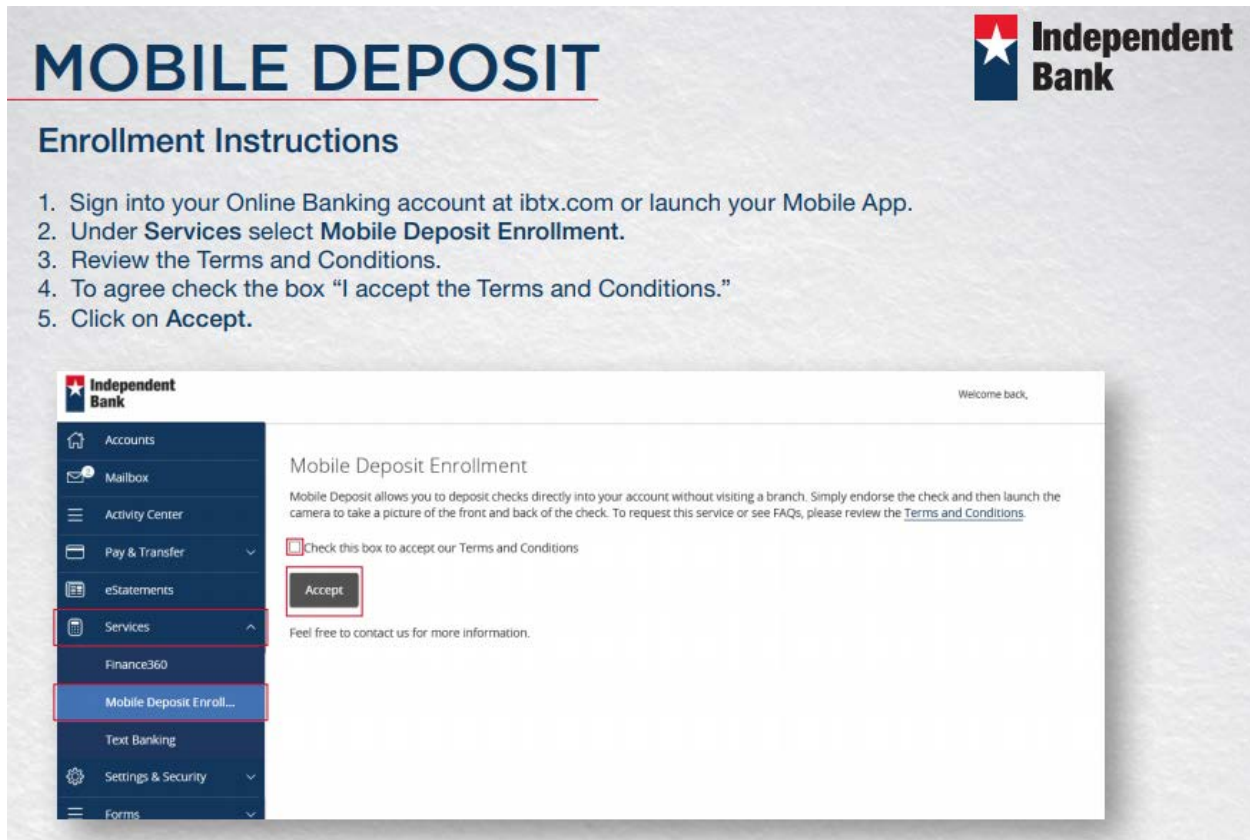 MOBILE DEPOSIT
Independent
Bank
Enrollment Instructions
1. Sign into your Online Banking account at ibtx.com or launch your Mobile App.
2. Under Services select Mobile Deposit Enrollment.
3. Review the Terms and Conditions.
4. To agree check the box “I accept the Terms and Conditions.”
5. Click on Accept.
Independent
Bank
Welcome back,
Accounts
Mailbox
Activity Center
Pay & Transfer
eStatements
Services
Finance360
Mobile Deposit Enroll...
Text Banking
Settings & Security
Forms
Mobile Deposit Enrollment
Mobile Deposit allows you to deposit checks directly into your account without visiting a branch. Simply endorse the check and then launch the
camera to take a picture of the front and back of the check. To request this service or see FAQs, please review the Terms and Conditions.
Check this box to accept our Terms and Conditions
Accept
Feel free to contact us for more information.